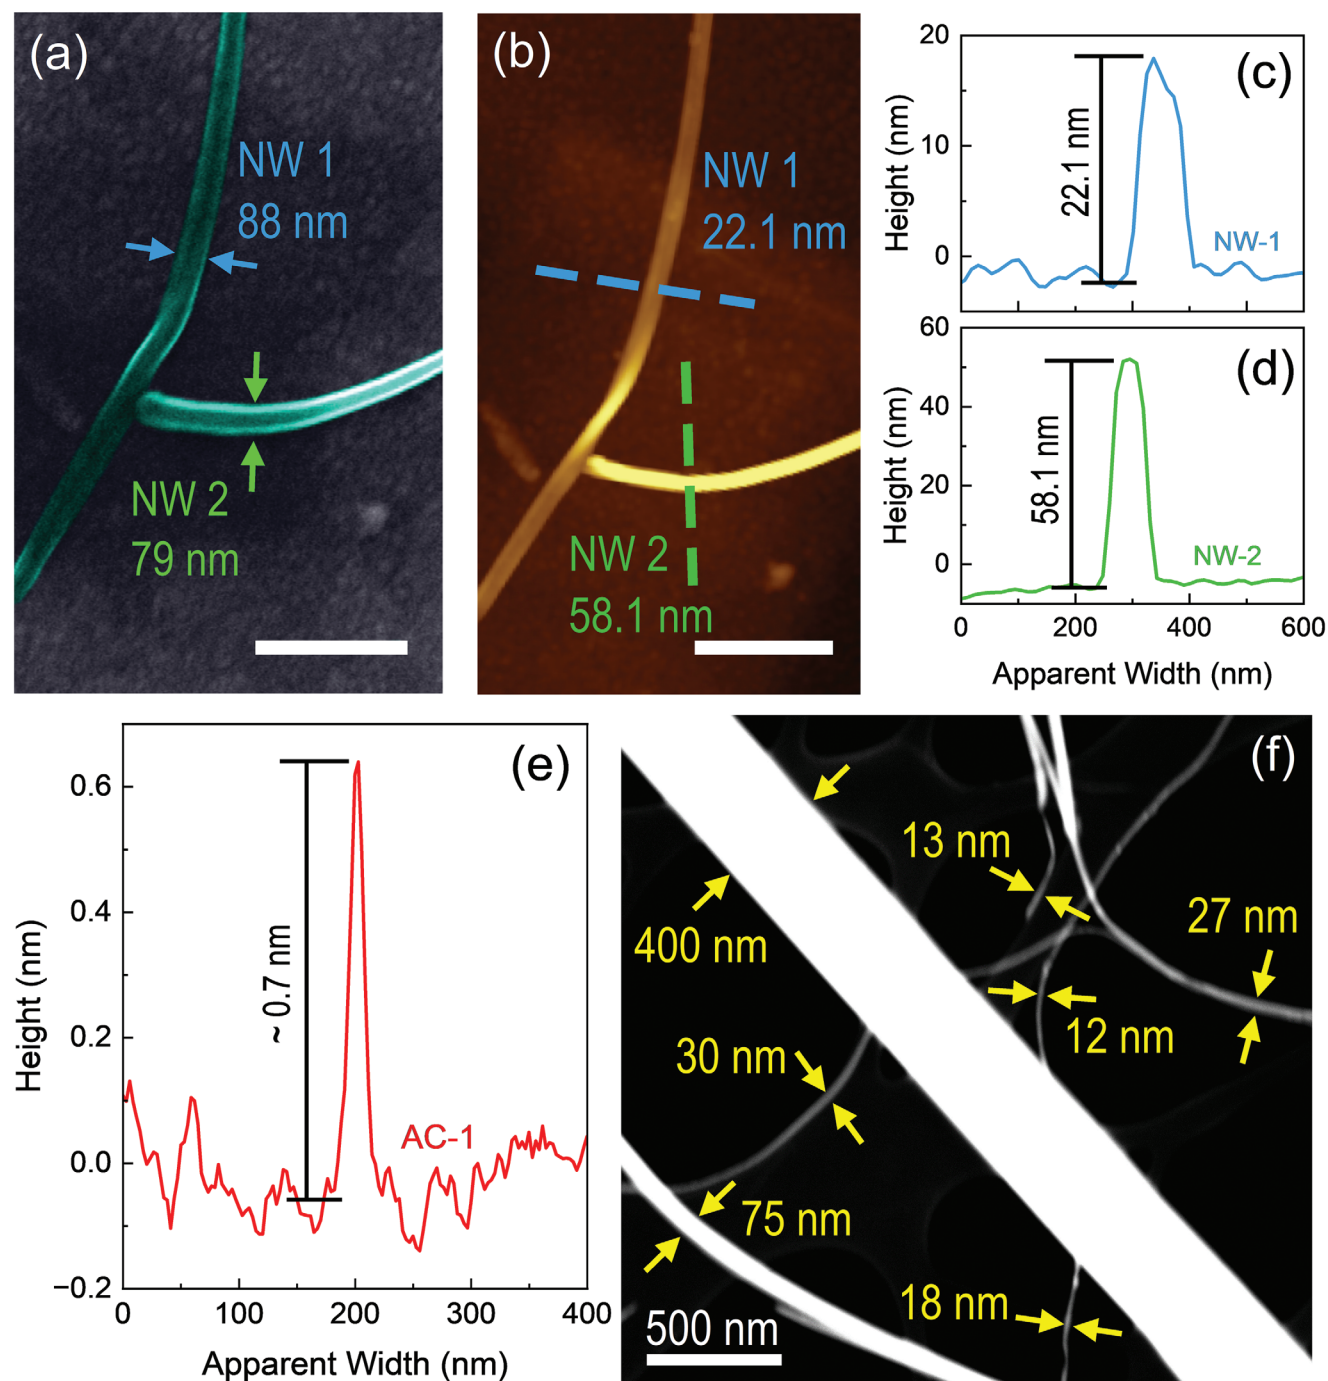 (a)
NW 1
88 nm
NW 2
79 nm
(b)
NW 1
22.1 nm
NW 2
58.1 nm
(c)
20
10
0
Height (nm)
22.1 nm
NW-1
(d)
60
40
20
0
Height (nm)
58.1 nm
NW-2
0 200 400 600
Apparent Width (nm)
(e)
0.6
0.4
0.2
0.0
−0.2
Height (nm)
~ 0.7 nm
AC-1
0 100 200 300 400
Apparent Width (nm)
(f)
13 nm
27 nm
400 nm
12 nm
30 nm
75 nm
18 nm
500 nm